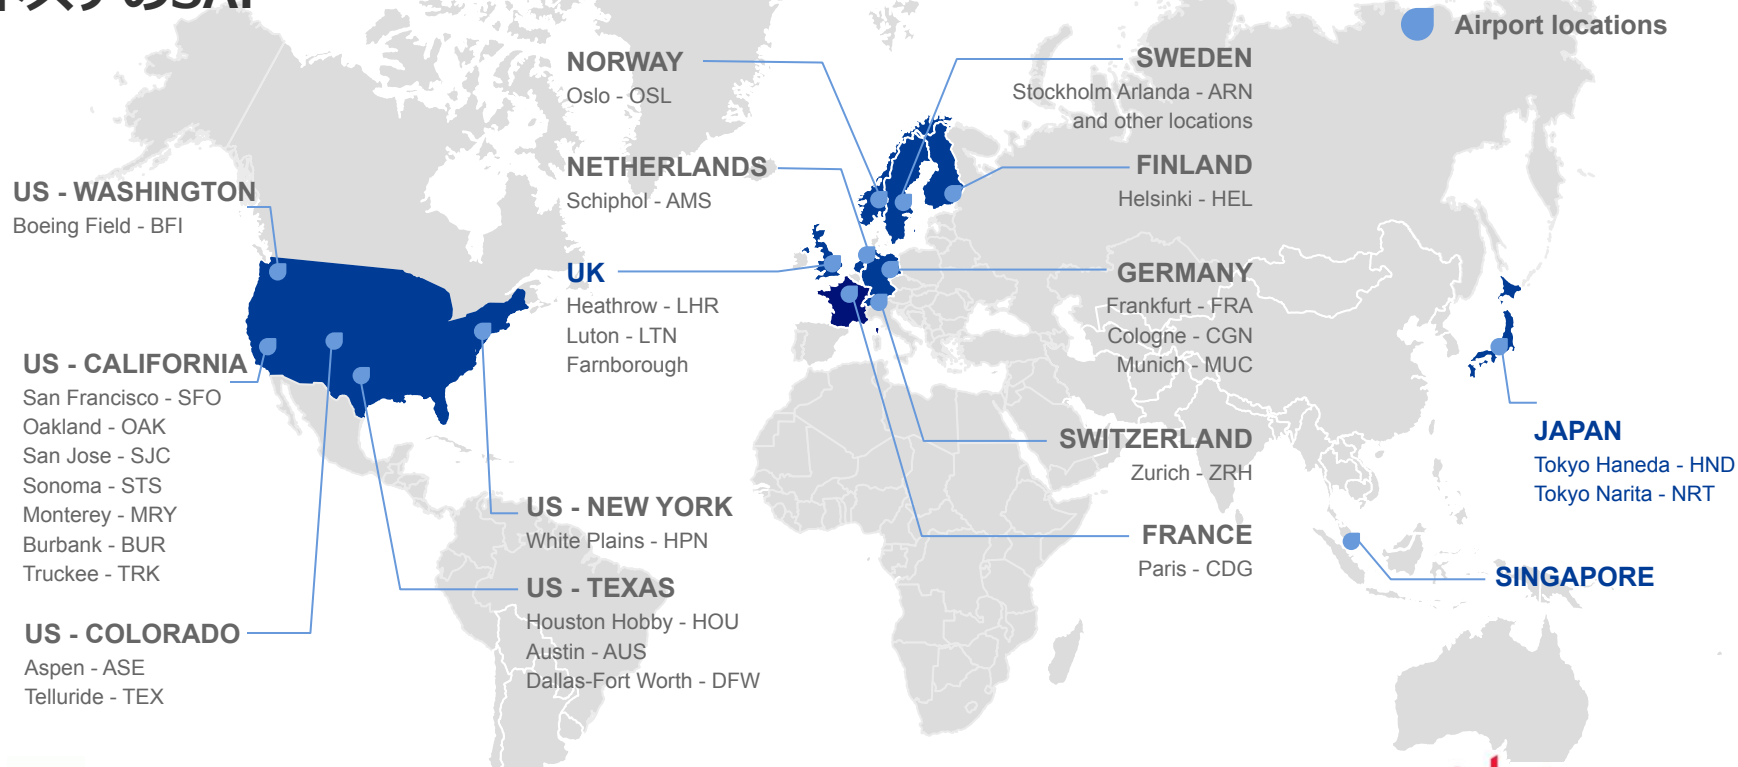 のSAF
Airport locations
NORWAY
Oslo - OSL
SWEDEN
Stockholm Arlanda - ARN
and other locations
NETHERLANDS
Schiphol - AMS
FINLAND
Helsinki - HEL
US - WASHINGTON
Boeing Field - BFI
UK
Heathrow - LHR
Luton - LTN
Farnborough
GERMANY
Frankfurt - FRA
Cologne - CGN
Munich - MUC
US - CALIFORNIA
San Francisco - SFO
Oakland - OAK
San Jose - SJC
Sonoma - STS
Monterey - MRY
Burbank - BUR
Truckee - TRK
SWITZERLAND
Zurich - ZRH
JAPAN
Tokyo Haneda - HND
Tokyo Narita - NRT
US - NEW YORK
White Plains - HPN
FRANCE
Paris - CDG
US - TEXAS
Houston Hobby - HOU
Austin - AUS
Dallas-Fort Worth - DFW
SINGAPORE
US - COLORADO
Aspen - ASE
Telluride - TEX